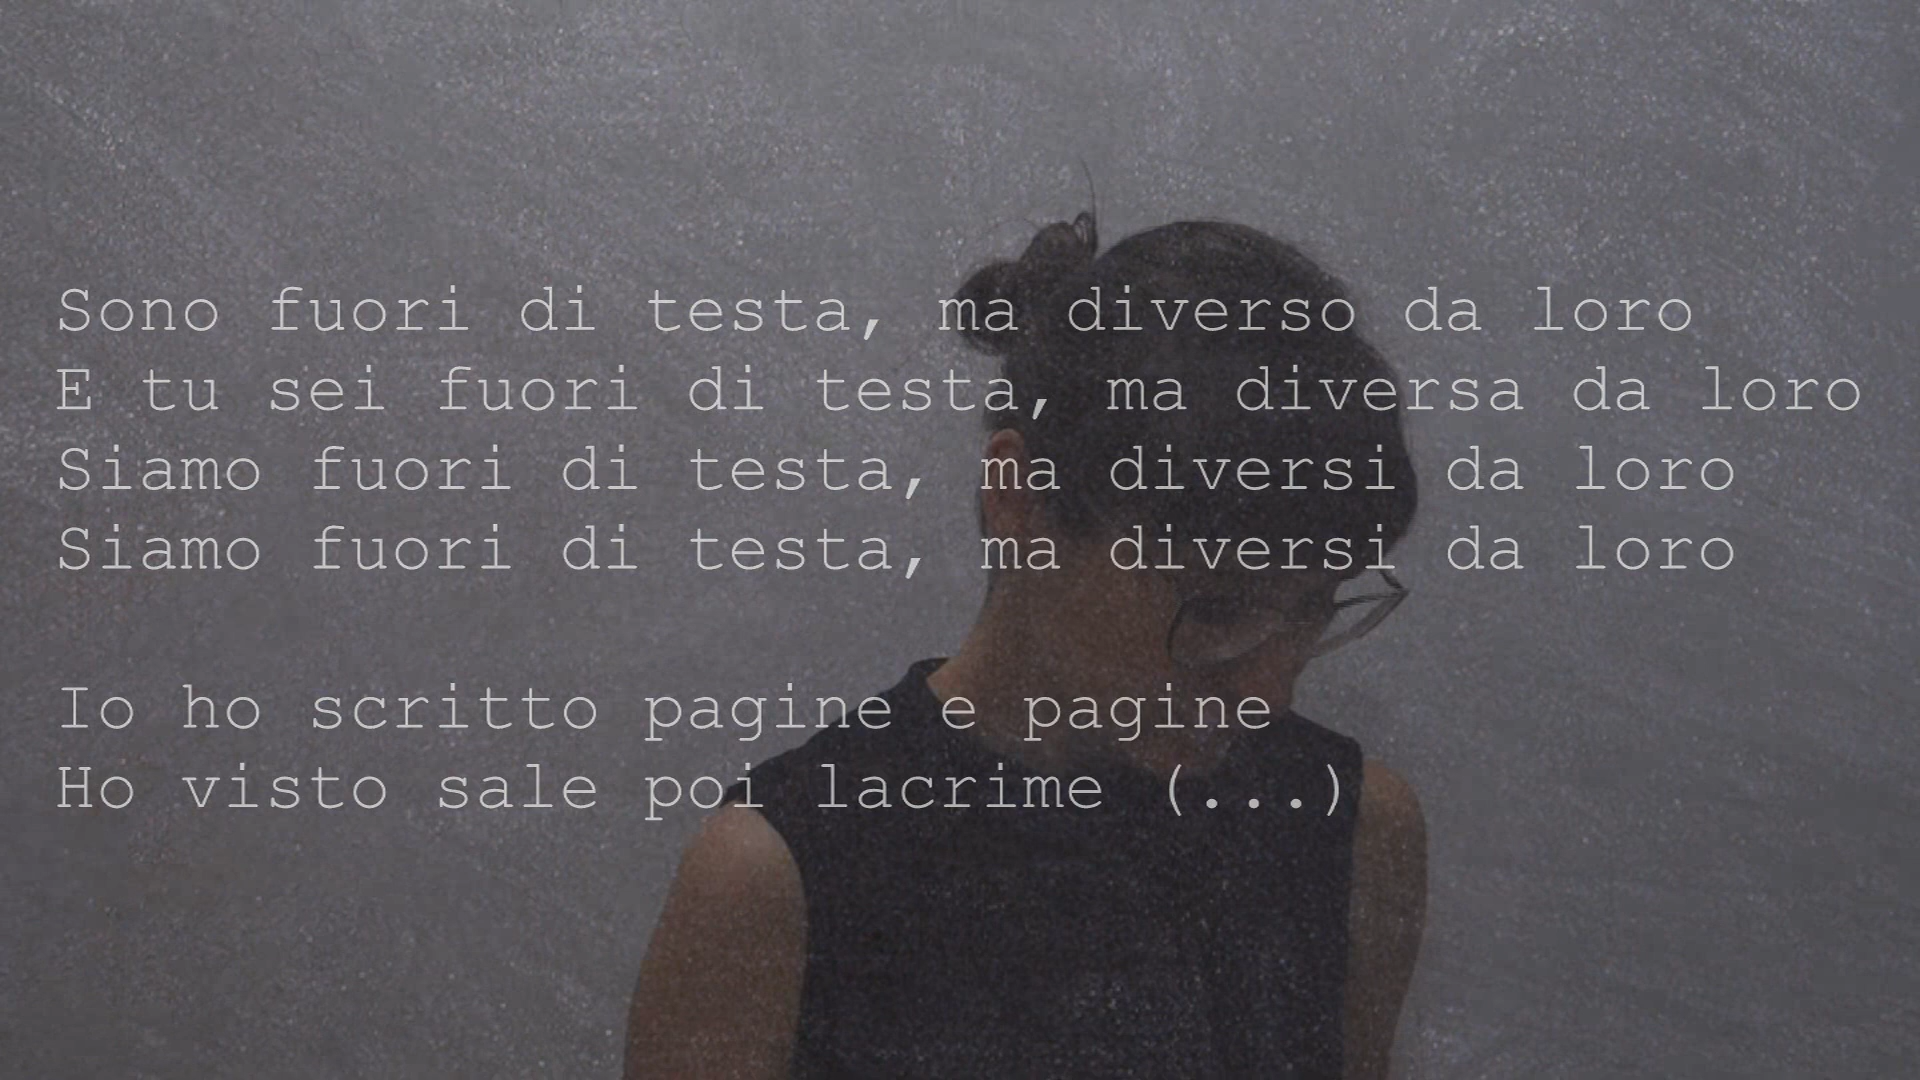 Sono fuori di testa, ma diverso da loro
E tu sei fuori di testa, ma diversa da loro
Siamo fuori di testa, ma diversi da loro
Siamo fuori di testa, ma diversi da loro
Io ho scritto pagine e pagine
Ho visto sale poi lacrime (...)